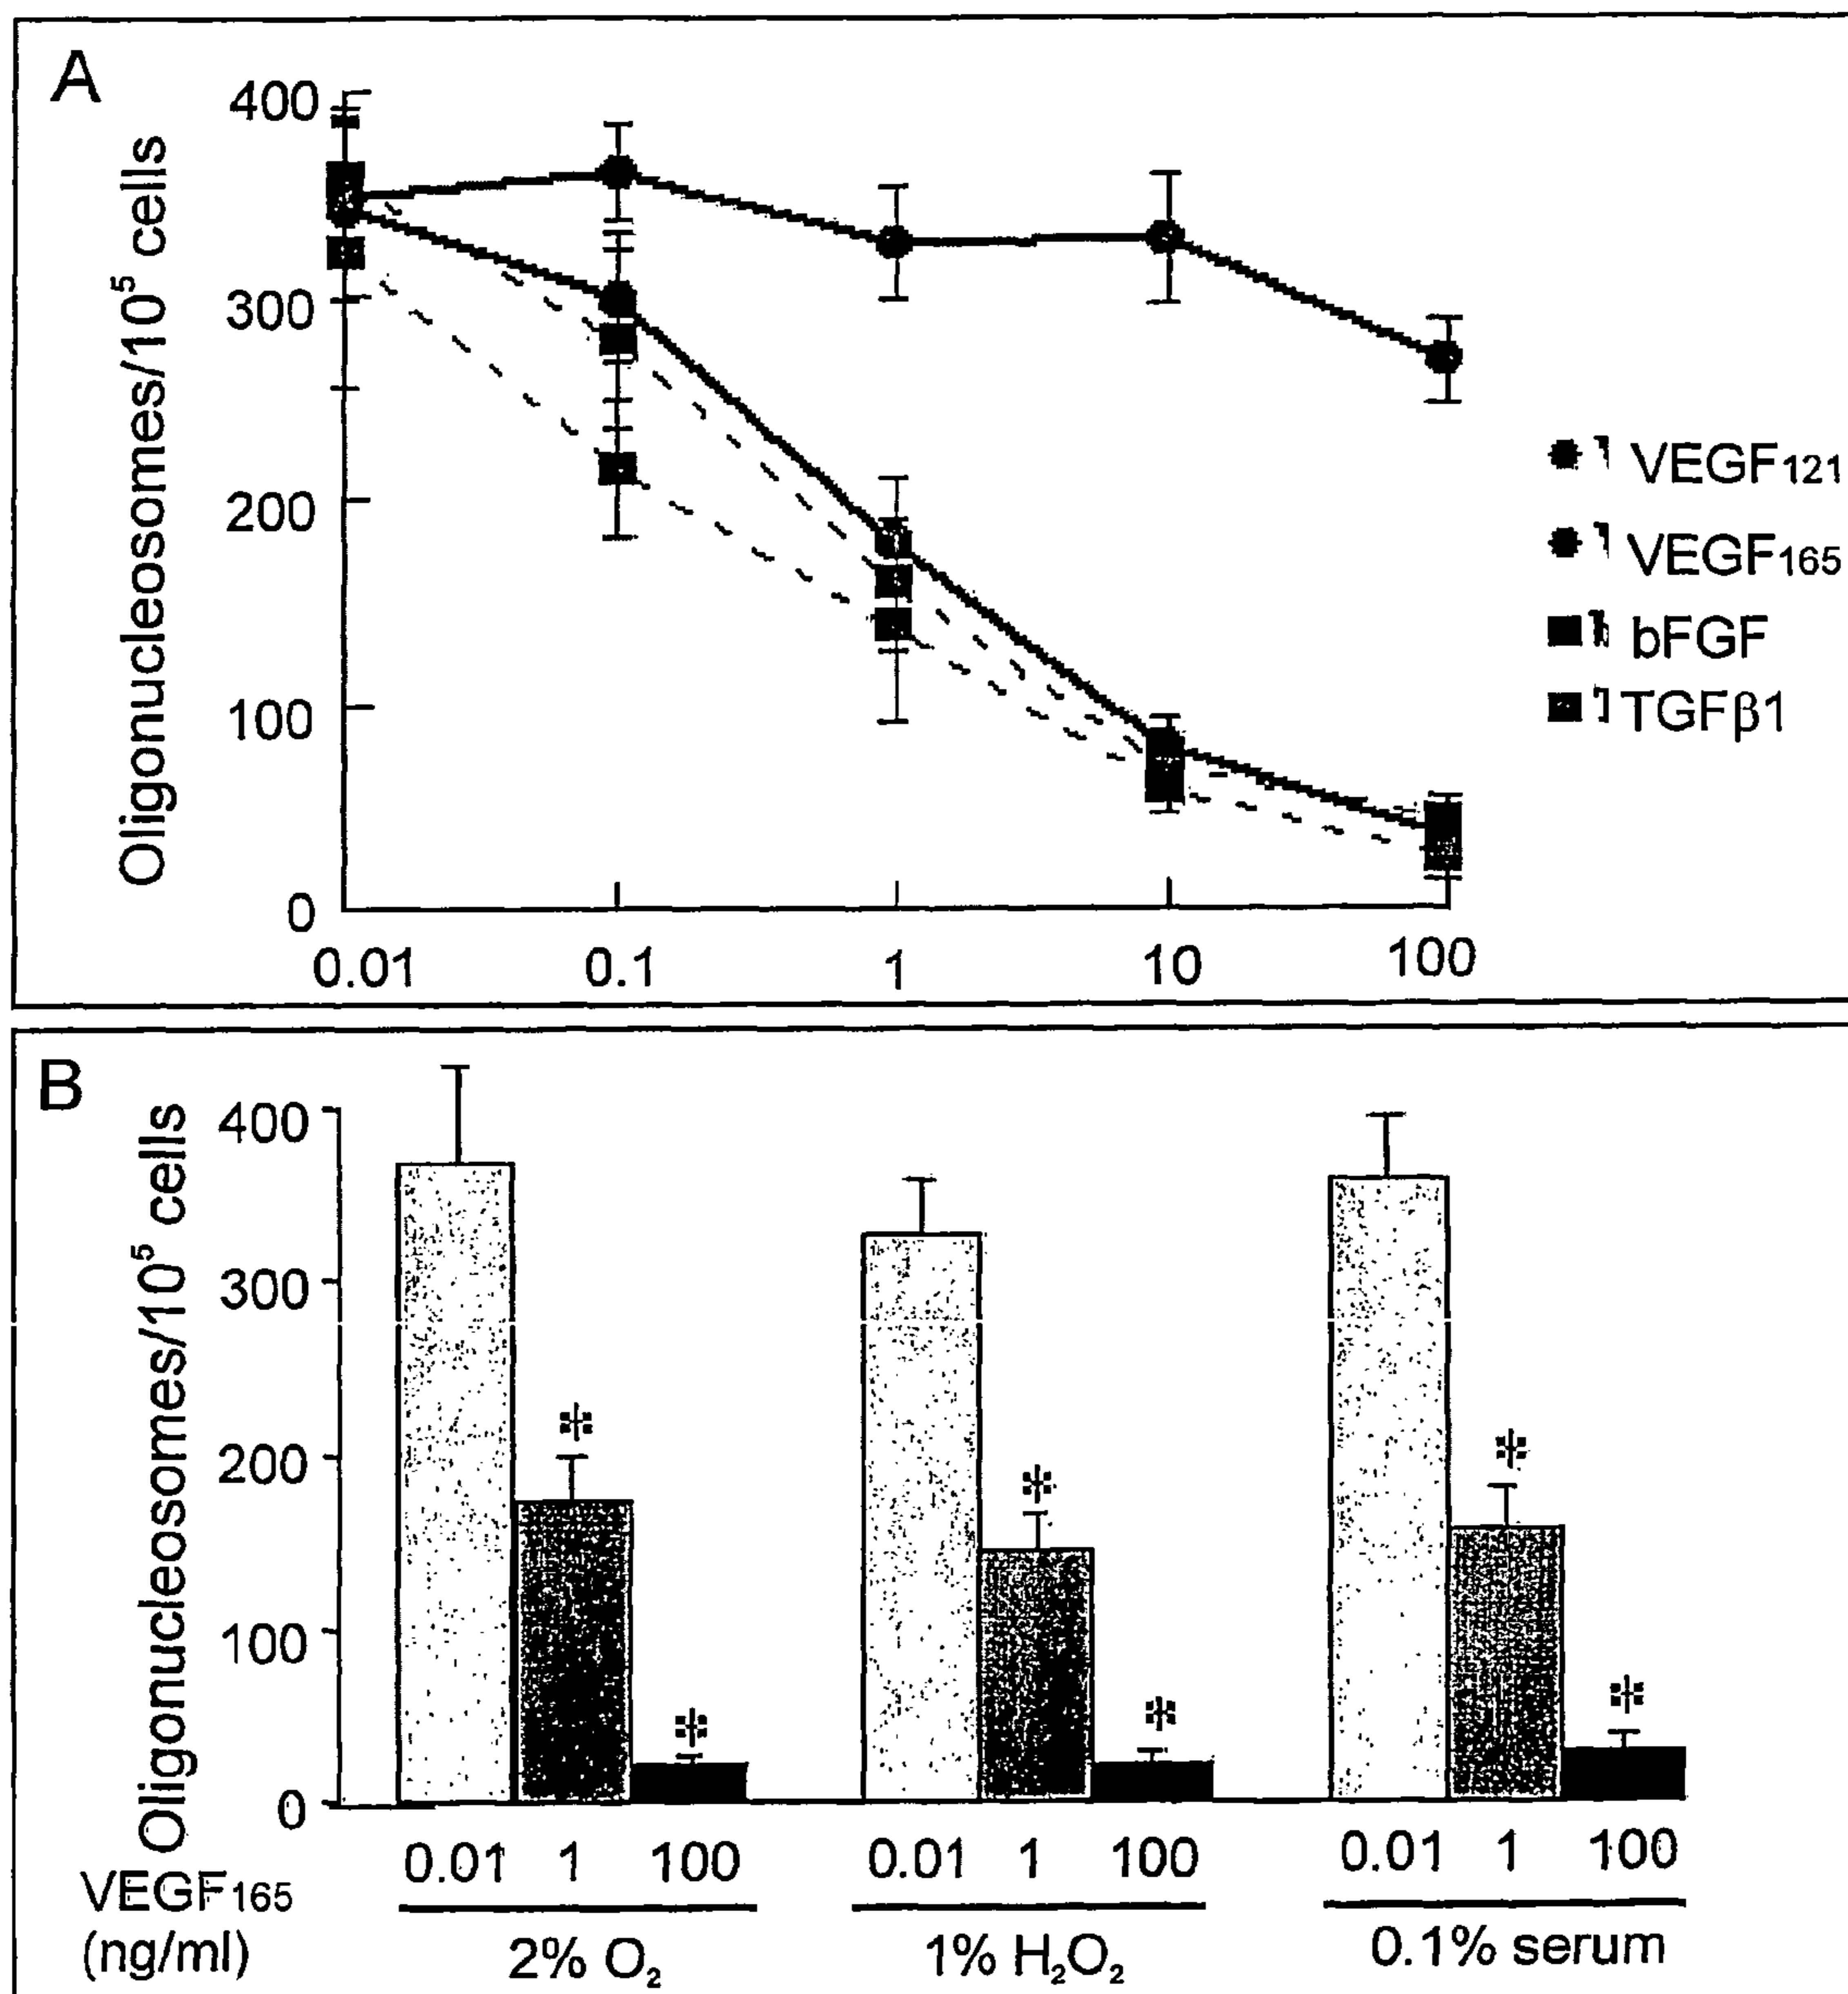 A
Oligonucleosomes/10⁵ cells
400
300
200
100
0
0.01 0.1 1 10 100
VEGF₁₂₁
VEGF₁₆₅
bFGF
TGFβ1
B
Oligonucleosomes/10⁵ cells
400
300
200
100
0
* * *
* * *
VEGF₁₆₅
(ng/ml)
0.01 1 100 0.01 1 100 0.01 1 100
2% O₂ 1% H₂O₂ 0.1% serum